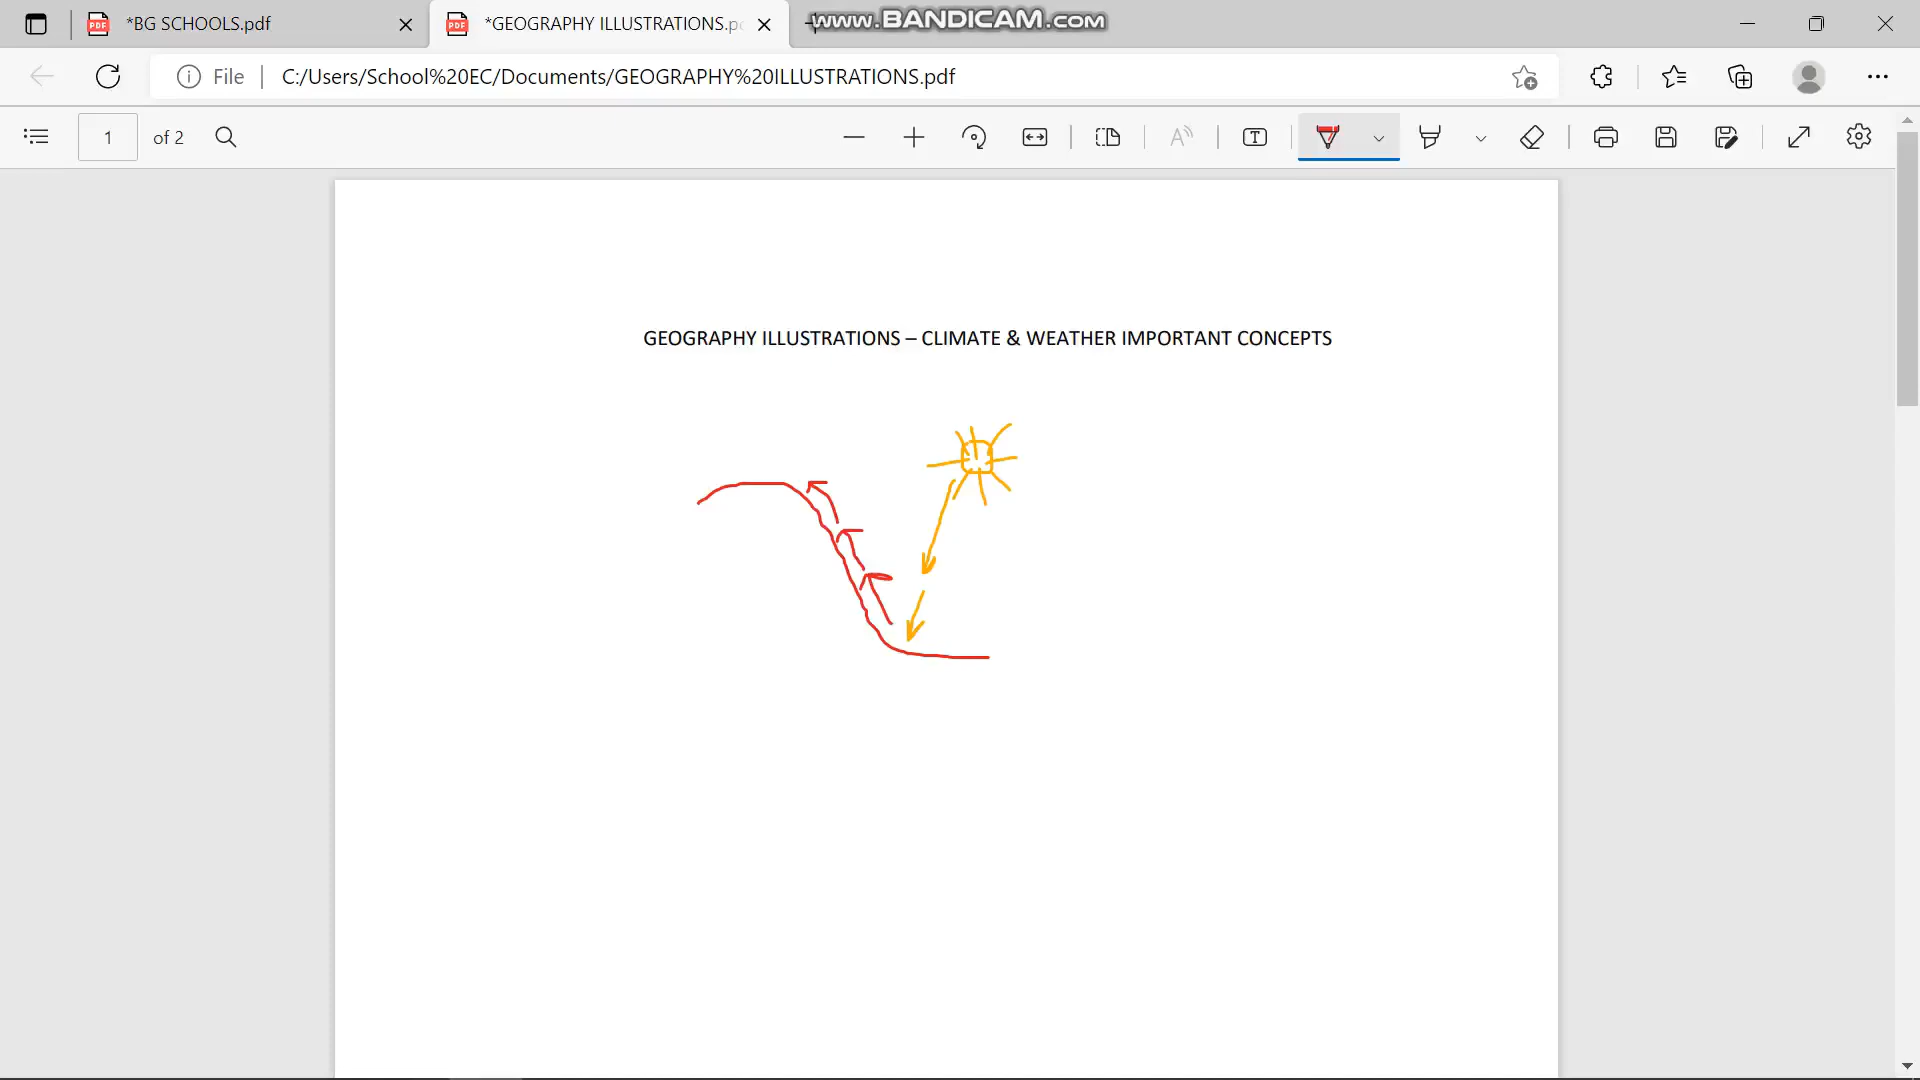 *BG SCHOOLS.pdf
*GEOGRAPHY ILLUSTRATIONS.p
www.BANDICAM.com
File
C:/Users/School%20EC/Documents/GEOGRAPHY%20ILLUSTRATIONS.pdf
1 of 2
GEOGRAPHY ILLUSTRATIONS – CLIMATE & WEATHER IMPORTANT CONCEPTS